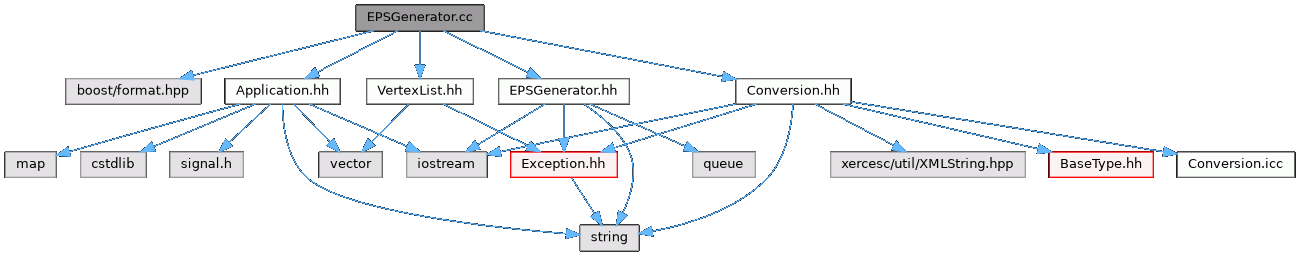 EPSGenerator.cc
boost/format.hpp
Application.hh
VertexList.hh
EPSGenerator.hh
Conversion.hh
map
cstdlib
signal.h
vector
iostream
Exception.hh
queue
xercesc/util/XMLString.hpp
BaseType.hh
Conversion.icc
string